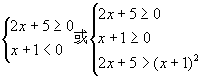 {2x+5≥0
x+1<0
或
{2x+5≥0
x+1≥0
2x+5>(x+1)²